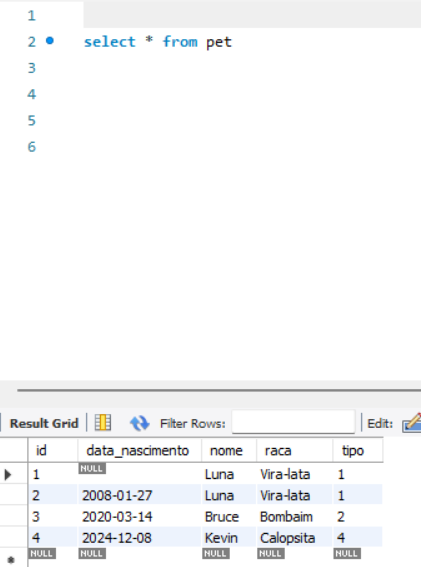 1
2 select * from pet
3
4
5
6
Result Grid Filter Rows: Edit:
id data_nascimento nome raca tipo
1 NULL Luna Vira-lata 1
2 2008-01-27 Luna Vira-lata 1
3 2020-03-14 Bruce Bombaim 2
4 2024-12-08 Kevin Calopsita 4
NULL NULL NULL NULL NULL